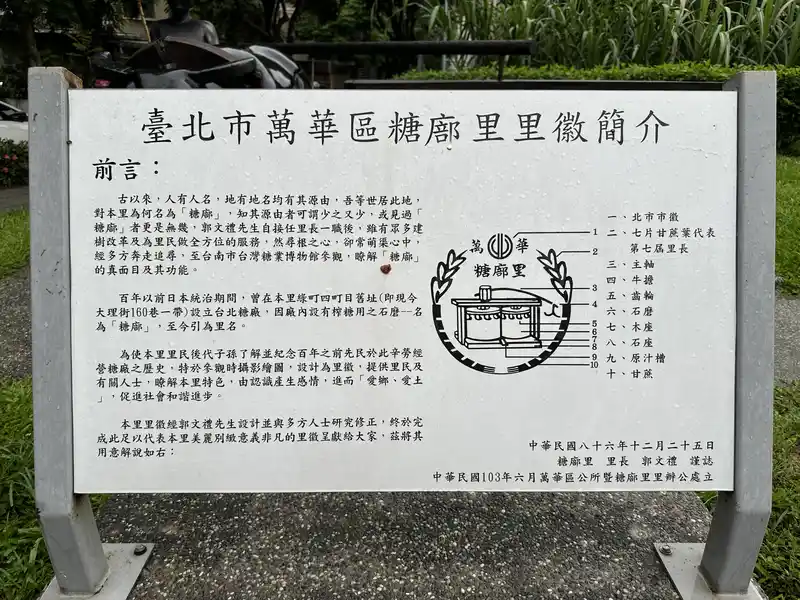 臺北市萬華區糖廍里里徽簡介
前言：
古以來，人有人名，地有地名均有其源由，吾等世居此地，
對本里為何名為「糖廍」，知其源由者可謂少之又少，或見過「
糖廍」者更是無幾，郭文禮先生自接任里長一職後，雖有眾多建
樹改革及為里民做全方位的服務，然尋根之心，卻常萌渠心中，
經多方奔走追尋，至台南市台灣糖業博物館參觀，瞭解「糖廍」
的真面目及其功能。
百年以前日本統治期間，曾在本里綠町四町目舊址(即現今
大理街160巷一帶)設立台北糖廠，因廠內設有榨糖用之石磨--名
為「糖廍」，至今引為里名。
為使本里里民後代子孫了解並紀念百年之前先民於此辛勞經
營糖廠之歷史，特於參觀時攝影繪圖，設計為里徽，提供里民及
有關人士，瞭解本里特色，由認識產生感情，進而「愛鄉、愛土
」，促進社會和諧進步。
本里里徽經郭文禮先生設計並與多方人士研究修正，終於完
成此足以代表本里美麗別緻意義非凡的里徽呈獻給大家，茲將其
用意解說如右：
萬 華
糖廍里
1
2
3
4
5
6
7
8
9
10
一、北市市徽
二、七片甘蔗葉代表
第七屆里長
三、主軸
四、牛擔
五、齒輪
六、石磨
七、木座
八、石座
九、原汁槽
十、甘蔗
中華民國八十六年十二月二十五日
糖廍里 里長 郭文禮 謹誌
中華民國103年六月萬華區公所暨糖廍里里辦公處立